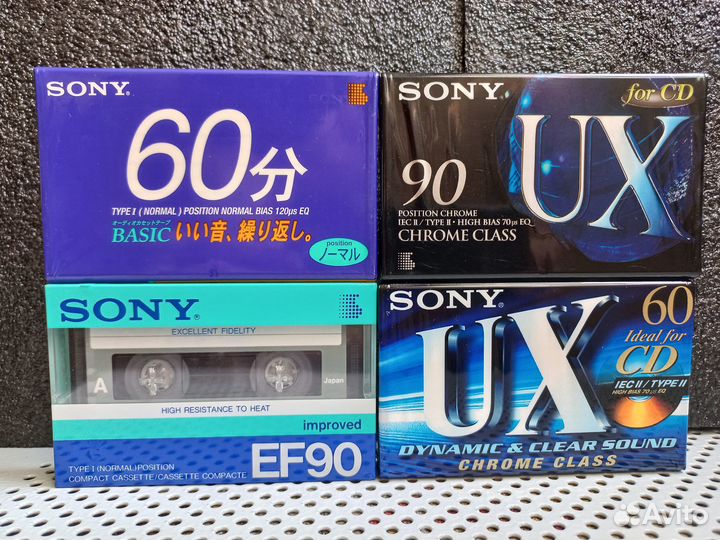 SONY
60分
TYPE I (NORMAL) POSITION NORMAL BIAS 120μs EQ
オーディオカセットテープ
BASIC いい音、繰り返し。
position
ノーマル
SONY
for CD
UX
90
POSITION CHROME
IEC II / TYPE II • HIGH BIAS 70 μs EQ
CHROME CLASS
SONY
EXCELLENT FIDELITY
A
Japan
HIGH RESISTANCE TO HEAT
improved
EF90
TYPE I (NORMAL) POSITION
COMPACT CASSETTE/CASSETTE COMPACTE
SONY
UX
60
Ideal for
CD
IEC II / TYPE II
HIGH BIAS 70 μs EQ
DYNAMIC & CLEAR SOUND
CHROME CLASS
Avito